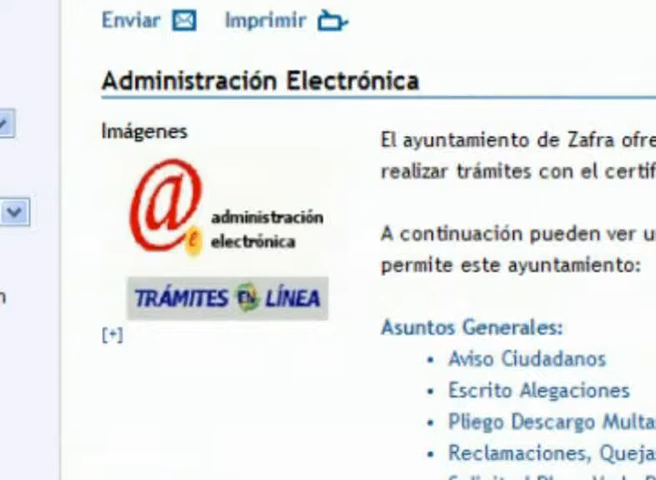 Enviar Imprimir
Administración Electrónica
Imágenes
administración
electrónica
TRÁMITES EN LÍNEA
[+]
El ayuntamiento de Zafra ofre
realizar trámites con el certif
A continuación pueden ver u
permite este ayuntamiento:
Asuntos Generales:
• Aviso Ciudadanos
• Escrito Alegaciones
• Pliego Descargo Multa
• Reclamaciones, Queja